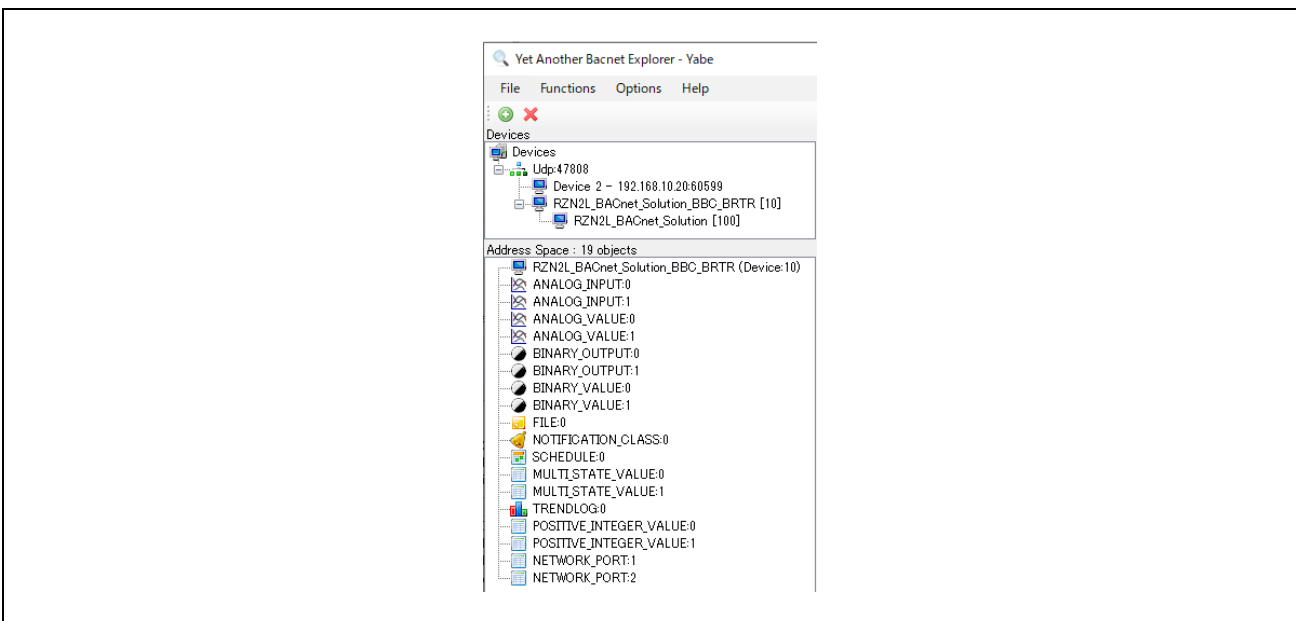 Yet Another Bacnet Explorer - Yabe
File Functions Options Help
Devices
Devices
Udp:47808
Device 2 - 192.168.10.20:60599
RZN2L_BACnet_Solution_BBC_BRTR [10]
RZN2L_BACnet_Solution [100]
Address Space : 19 objects
RZN2L_BACnet_Solution_BBC_BRTR (Device:10)
ANALOG_INPUT:0
ANALOG_INPUT:1
ANALOG_VALUE:0
ANALOG_VALUE:1
BINARY_OUTPUT:0
BINARY_OUTPUT:1
BINARY_VALUE:0
BINARY_VALUE:1
FILE:0
NOTIFICATION_CLASS:0
SCHEDULE:0
MULTI_STATE_VALUE:0
MULTI_STATE_VALUE:1
TRENDLOG:0
POSITIVE_INTEGER_VALUE:0
POSITIVE_INTEGER_VALUE:1
NETWORK_PORT:1
NETWORK_PORT:2